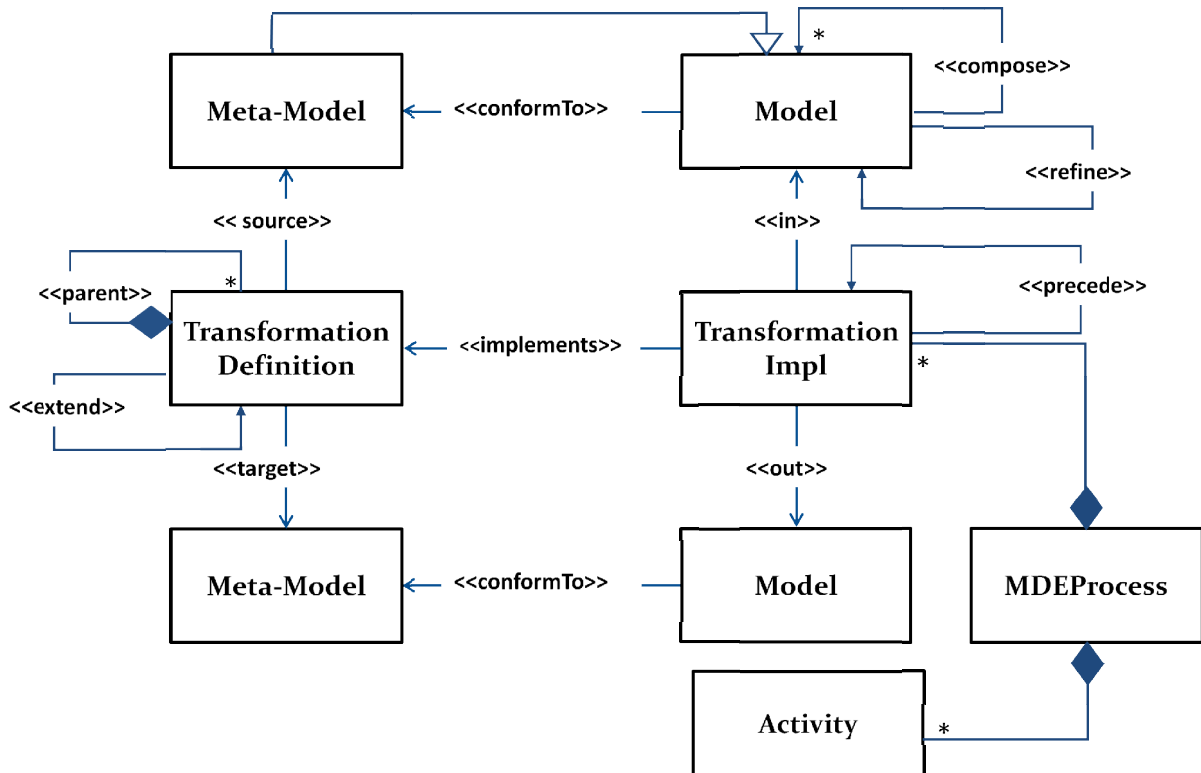 *
<<compose>>
Meta-Model
<<conformTo>>
Model
<<refine>>
<< source>>
<<in>>
*
<<parent>>
<<precede>>
Transformation
Definition
<<implements>>
Transformation
Impl
*
<<extend>>
<<target>>
<<out>>
Meta-Model
<<conformTo>>
Model
MDEProcess
Activity
*